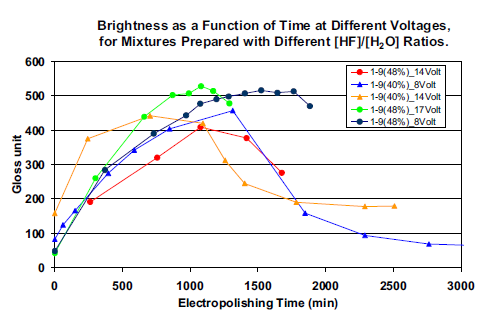 Brightness as a Function of Time at Different Voltages,
for Mixtures Prepared with Different [HF]/[H₂O] Ratios.
600
500
400
300
200
100
0
Gloss unit
1-9(48%)_14Volt
1-9(40%)_8Volt
1-9(40%)_14Volt
1-9(48%)_17Volt
1-9(48%)_8Volt
0 500 1000 1500 2000 2500 3000
Electropolishing Time (min)